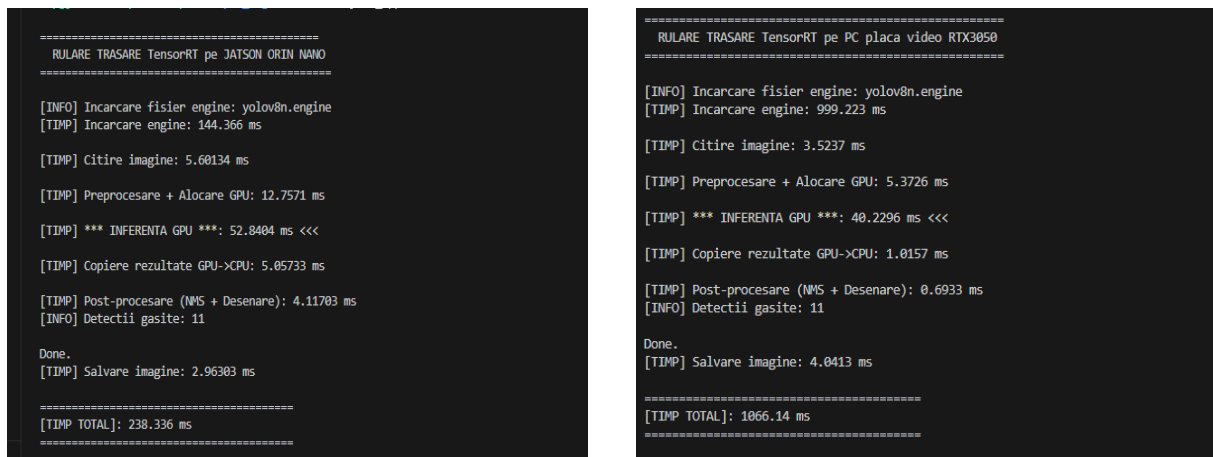 ============================================
RULARE TRASARE TensorRT pe JATSON ORIN NANO
==============================================
[INFO] Incarcare fisier engine: yolov8n.engine
[TIMP] Incarcare engine: 144.366 ms
[TIMP] Citire imagine: 5.60134 ms
[TIMP] Preprocesare + Alocare GPU: 12.7571 ms
[TIMP] *** INFERENTA GPU ***: 52.8404 ms <<<
[TIMP] Copiere rezultate GPU->CPU: 5.05733 ms
[TIMP] Post-procesare (NMS + Desenare): 4.11703 ms
[INFO] Detectii gasite: 11
Done.
[TIMP] Salvare imagine: 2.96303 ms
========================================
[TIMP TOTAL]: 238.336 ms
========================================
=========================================================
RULARE TRASARE TensorRT pe PC placa video RTX3050
=========================================================
[INFO] Incarcare fisier engine: yolov8n.engine
[TIMP] Incarcare engine: 999.223 ms
[TIMP] Citire imagine: 3.5237 ms
[TIMP] Preprocesare + Alocare GPU: 5.3726 ms
[TIMP] *** INFERENTA GPU ***: 40.2296 ms <<<
[TIMP] Copiere rezultate GPU->CPU: 1.0157 ms
[TIMP] Post-procesare (NMS + Desenare): 0.6933 ms
[INFO] Detectii gasite: 11
Done.
[TIMP] Salvare imagine: 4.0413 ms
============================================
[TIMP TOTAL]: 1066.14 ms
============================================